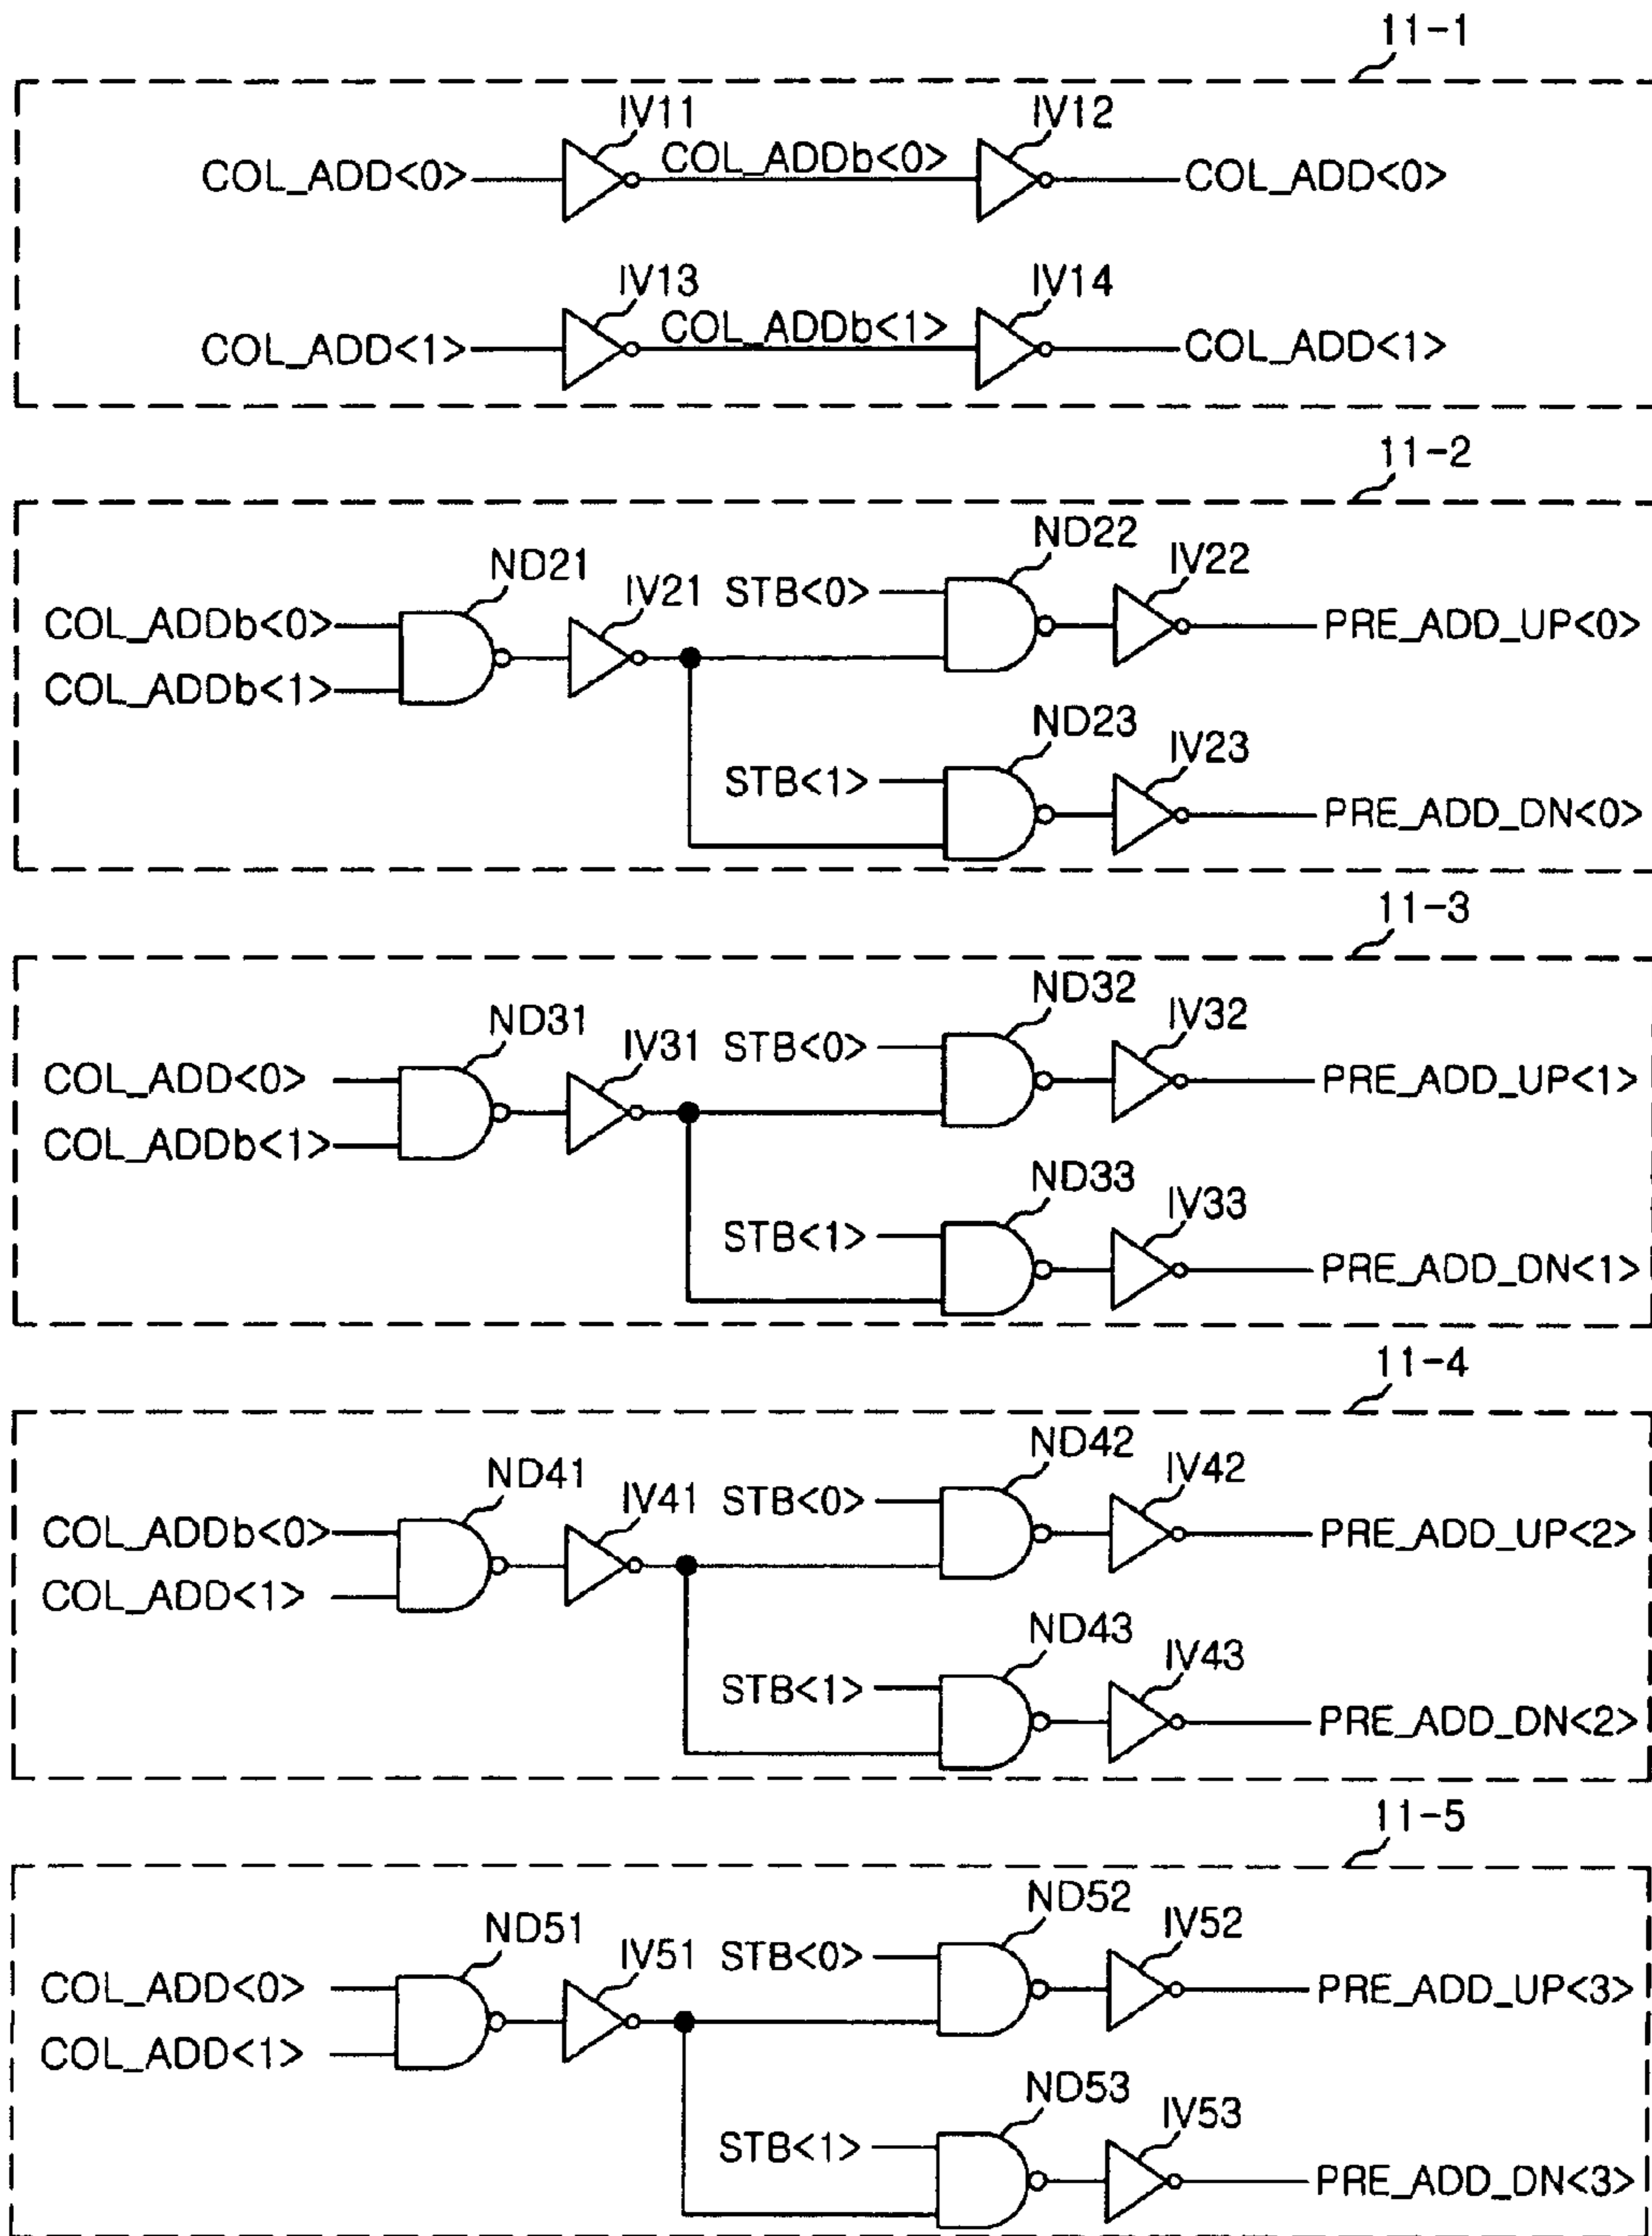 11-1
IV11
IV12
COL_ADD<0>
COL_ADDb<0>
COL_ADD<0>
IV13
IV14
COL_ADD<1>
COL_ADDb<1>
COL_ADD<1>
11-2
ND21
IV21
ND22
IV22
COL_ADDb<0>
COL_ADDb<1>
STB<0>
PRE_ADD_UP<0>
ND23
IV23
STB<1>
PRE_ADD_DN<0>
11-3
ND31
IV31
ND32
IV32
COL_ADD<0>
COL_ADDb<1>
STB<0>
PRE_ADD_UP<1>
ND33
IV33
STB<1>
PRE_ADD_DN<1>
11-4
ND41
IV41
ND42
IV42
COL_ADDb<0>
COL_ADD<1>
STB<0>
PRE_ADD_UP<2>
ND43
IV43
STB<1>
PRE_ADD_DN<2>
11-5
ND51
IV51
ND52
IV52
COL_ADD<0>
COL_ADD<1>
STB<0>
PRE_ADD_UP<3>
ND53
IV53
STB<1>
PRE_ADD_DN<3>